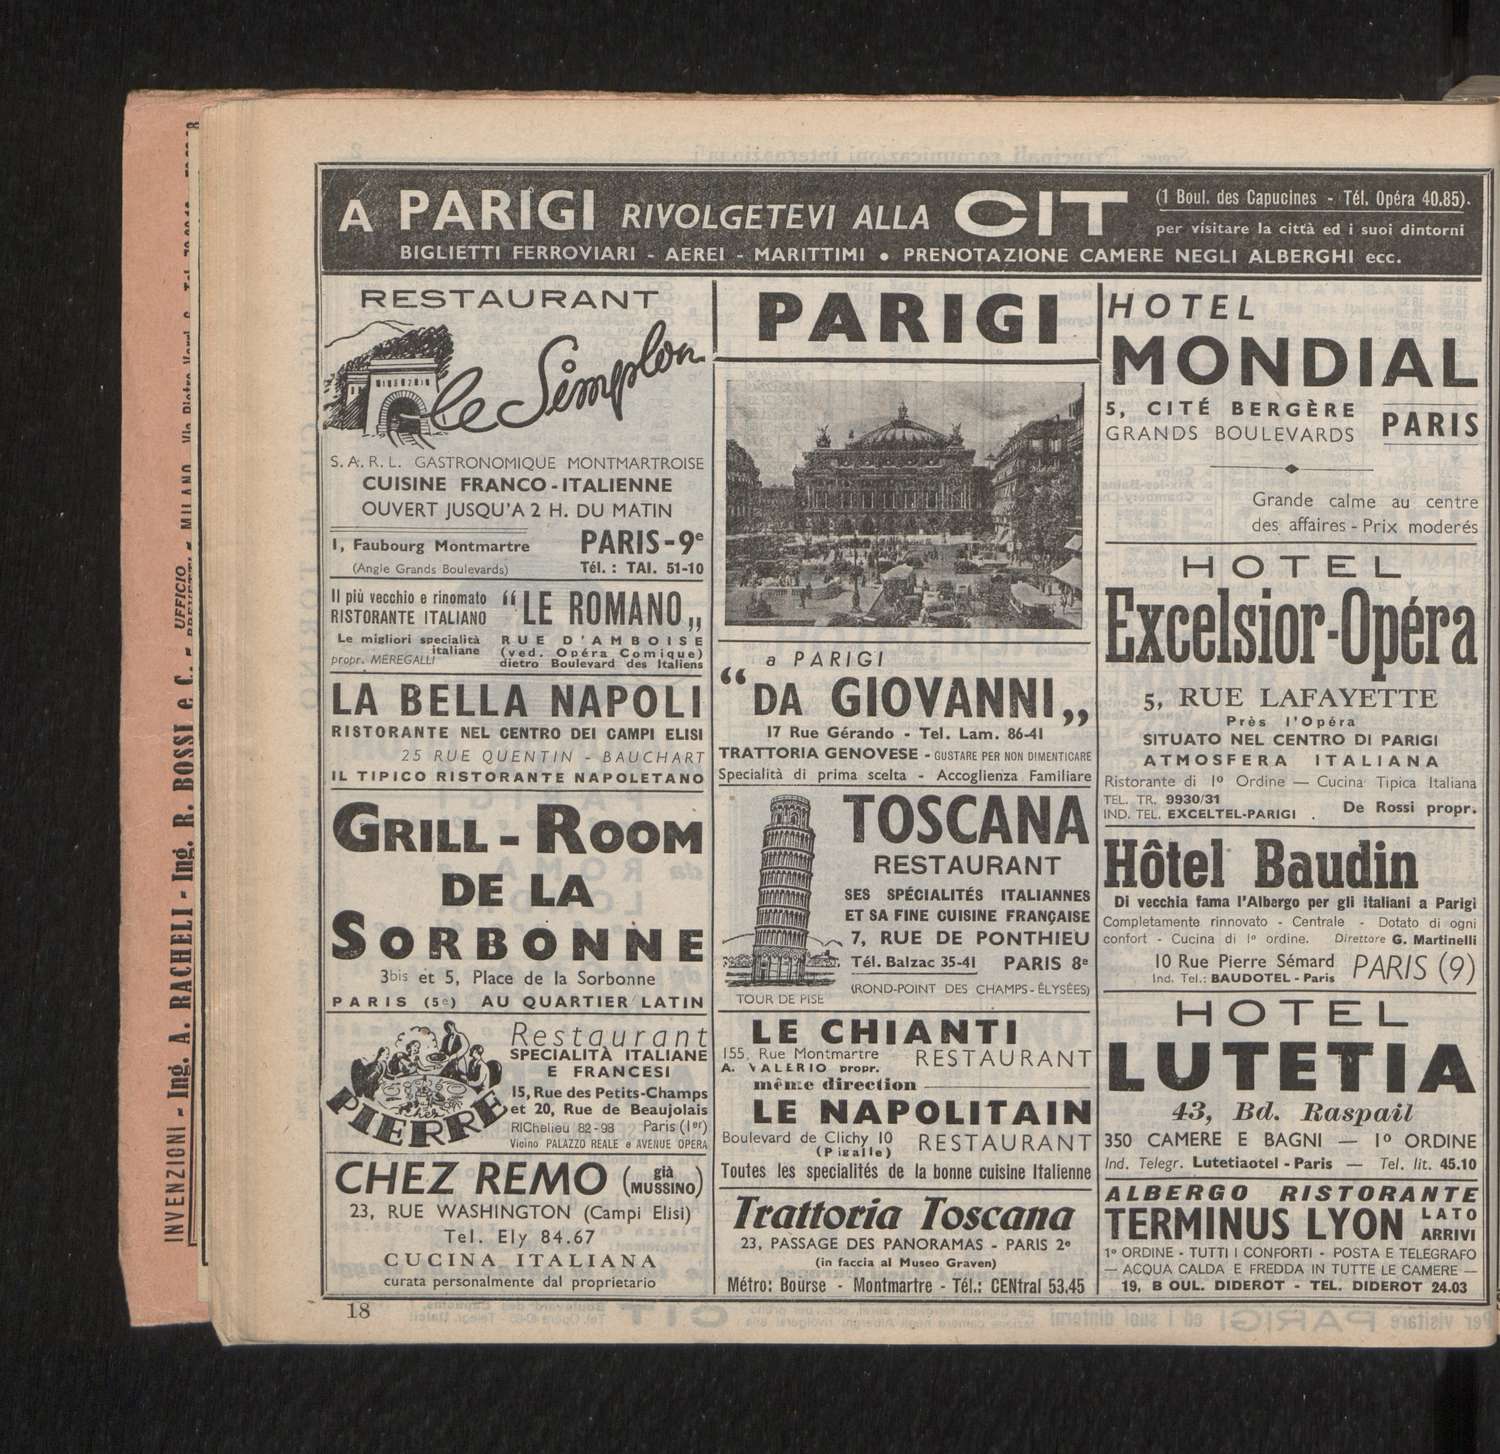 A PARIGI RIVOLGETEVI ALLA CIT (1 Boul. des Capucines - Tél. Opéra 40.85).
per visitare la città ed i suoi dintorni
BIGLIETTI FERROVIARI - AEREI - MARITTIMI • PRENOTAZIONE CAMERE NEGLI ALBERGHI ecc.
RESTAURANT
le Simplon
S.A.R.L. GASTRONOMIQUE MONTMARTROISE
CUISINE FRANCO-ITALIENNE
OUVERT JUSQU'A 2 H. DU MATIN
1, Faubourg Montmartre PARIS-9e
(Angle Grands Boulevards) Tél. : TAI. 51-10
Il più vecchio e rinomato
RISTORANTE ITALIANO
"LE ROMANO„
Le migliori specialità
italiane
propr. MEREGALLI
RUE D'AMBOISE
(ved. Opéra Comique)
dietro Boulevard des Italiens
LA BELLA NAPOLI
RISTORANTE NEL CENTRO DEI CAMPI ELISI
25 RUE QUENTIN - BAUCHART
IL TIPICO RISTORANTE NAPOLETANO
GRILL - ROOM
DE LA
SORBONNE
3bis et 5, Place de la Sorbonne
PARIS (5e) AU QUARTIER LATIN
Restaurant
chez
PIERRE
SPECIALITÀ ITALIANE
E FRANCESI
15, Rue des Petits-Champs
et 20, Rue de Beaujolais
RIChelieu 82-98 Paris (1er)
Vicino PALAZZO REALE e AVENUE OPERA
CHEZ REMO (già MUSSINO)
23, RUE WASHINGTON (Campi Elisi)
Tel. Ely 84.67
CUCINA ITALIANA
curata personalmente dal proprietario
18
PARIGI
a PARIGI
"DA GIOVANNI„
17 Rue Gérando - Tel. Lam. 86-41
TRATTORIA GENOVESE - GUSTARE PER NON DIMENTICARE
Specialità di prima scelta - Accoglienza Familiare
TOSCANA
RESTAURANT
SES SPÉCIALITÉS ITALIANNES
ET SA FINE CUISINE FRANÇAISE
7, RUE DE PONTHIEU
Tél. Balzac 35-41 PARIS 8e
(ROND-POINT DES CHAMPS-ÉLYSÉES)
TOUR DE PISE
LE CHIANTI
155, Rue Montmartre RESTAURANT
A. VALERIO propr.
même direction
LE NAPOLITAIN
Boulevard de Clichy 10 RESTAURANT
(Pigalle)
Toutes les specialités de la bonne cuisine Italienne
Trattoria Toscana
23, PASSAGE DES PANORAMAS - PARIS 2e
(in faccia al Museo Graven)
Métro: Bourse - Montmartre - Tél.: CENtral 53.45
HOTEL
MONDIAL
5, CITÉ BERGÈRE
GRANDS BOULEVARDS
PARIS
Grande calme au centre
des affaires - Prix moderés
HOTEL
Excelsior-Opéra
5, RUE LAFAYETTE
Près l'Opéra
SITUATO NEL CENTRO DI PARIGI
ATMOSFERA ITALIANA
Ristorante di 1º Ordine — Cucina Tipica Italiana
TEL. TR. 9930/31
IND. TEL. EXCELTEL-PARIGI . De Rossi propr.
Hôtel Baudin
Di vecchia fama l'Albergo per gli Italiani a Parigi
Completamente rinnovato - Centrale - Dotato di ogni
confort - Cucina di 1º ordine. Direttore G. Martinelli
10 Rue Pierre Sémard
Ind. Tel.: BAUDOTEL - Paris
PARIS (9)
HOTEL
LUTETIA
43, Bd. Raspail
350 CAMERE E BAGNI — 1º ORDINE
Ind. Telegr. Lutetiaotel - Paris — Tel. lit. 45.10
ALBERGO RISTORANTE
TERMINUS LYON LATO ARRIVI
1º ORDINE - TUTTI I CONFORTI - POSTA E TELEGRAFO
— ACQUA CALDA E FREDDA IN TUTTE LE CAMERE —
19, B OUL. DIDEROT - TEL. DIDEROT 24.03
INVENZIONI - Ing. A. RACHELI - Ing. R. BOSSI e C. - UFFICIO